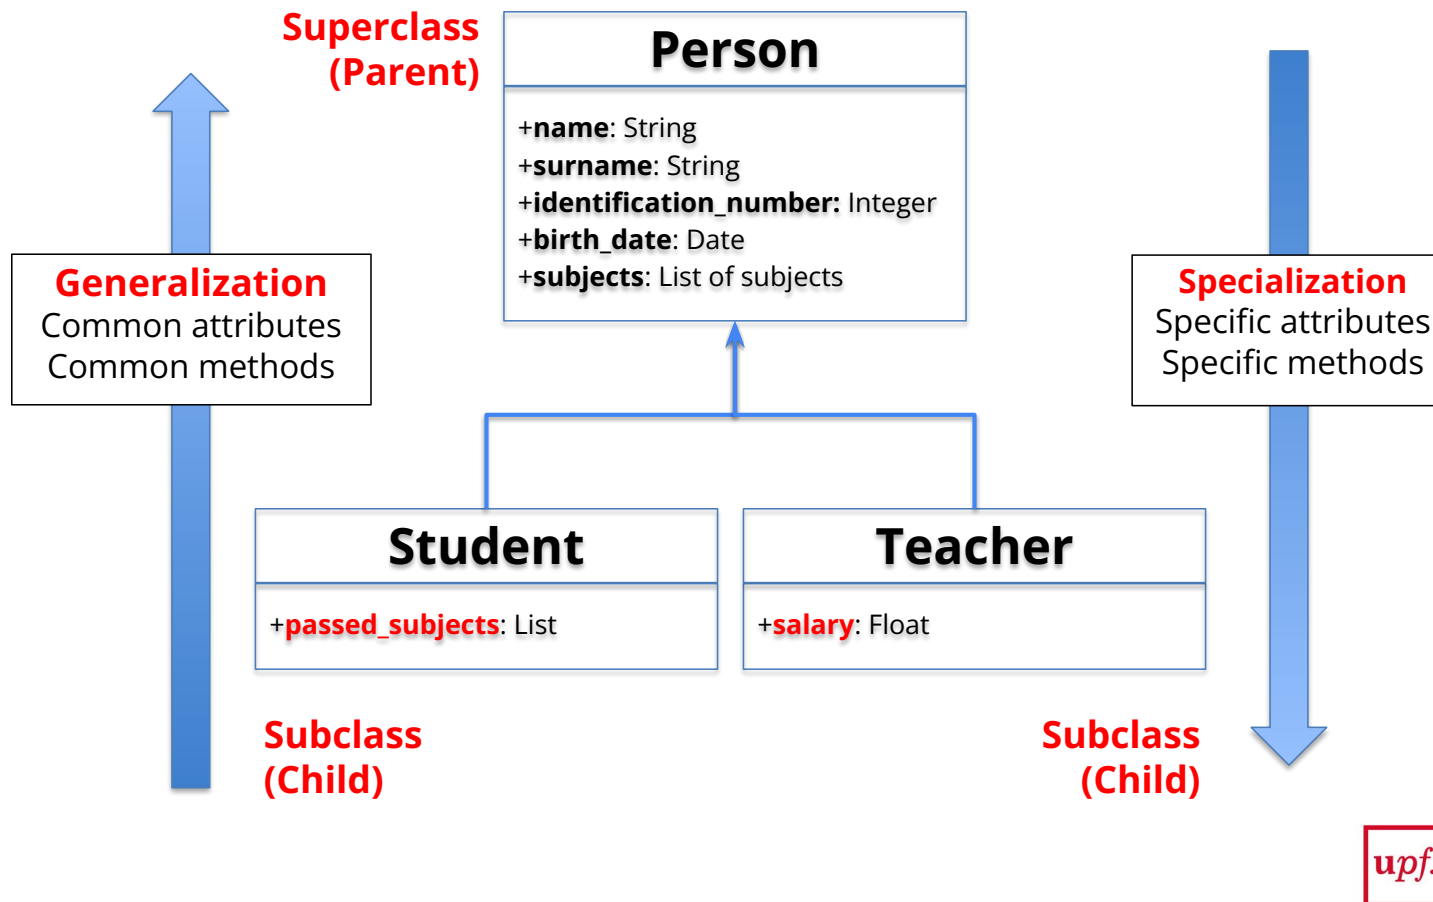 Superclass
(Parent)
Person
+name: String
+surname: String
+identification_number: Integer
+birth_date: Date
+subjects: List of subjects
Generalization
Common attributes
Common methods
Specialization
Specific attributes
Specific methods
Student
+passed_subjects: List
Teacher
+salary: Float
Subclass
(Child)
Subclass
(Child)
upf.